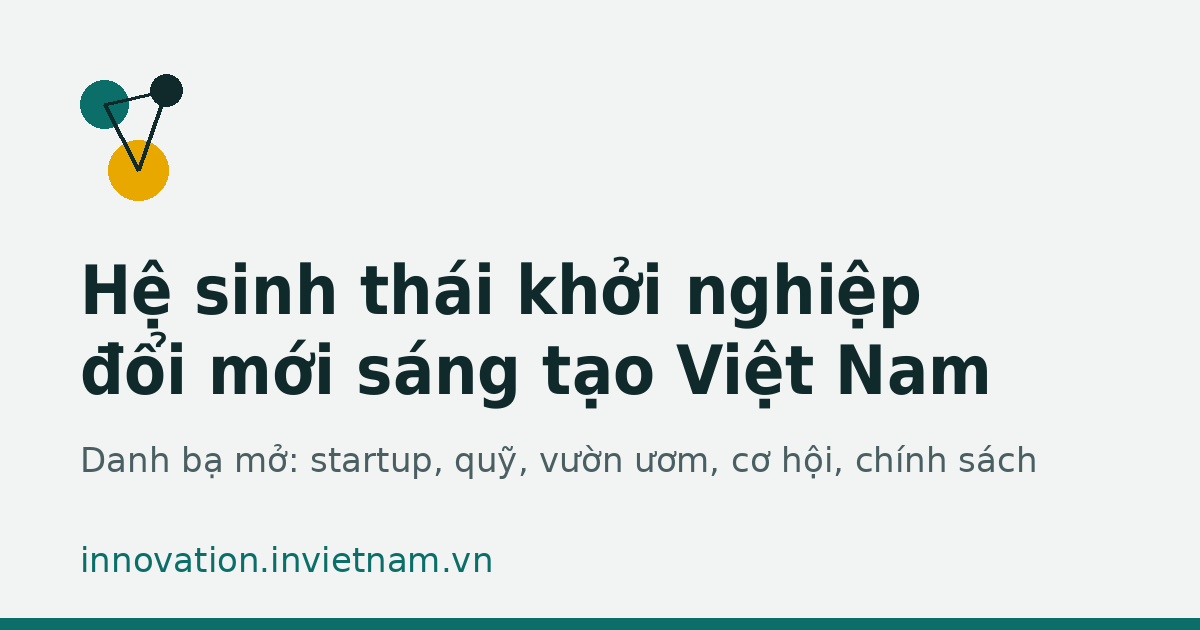 Hệ sinh thái khởi nghiệp
đổi mới sáng tạo Việt Nam
Danh bạ mở: startup, quỹ, vườn ươm, cơ hội, chính sách
innovation.invietnam.vn